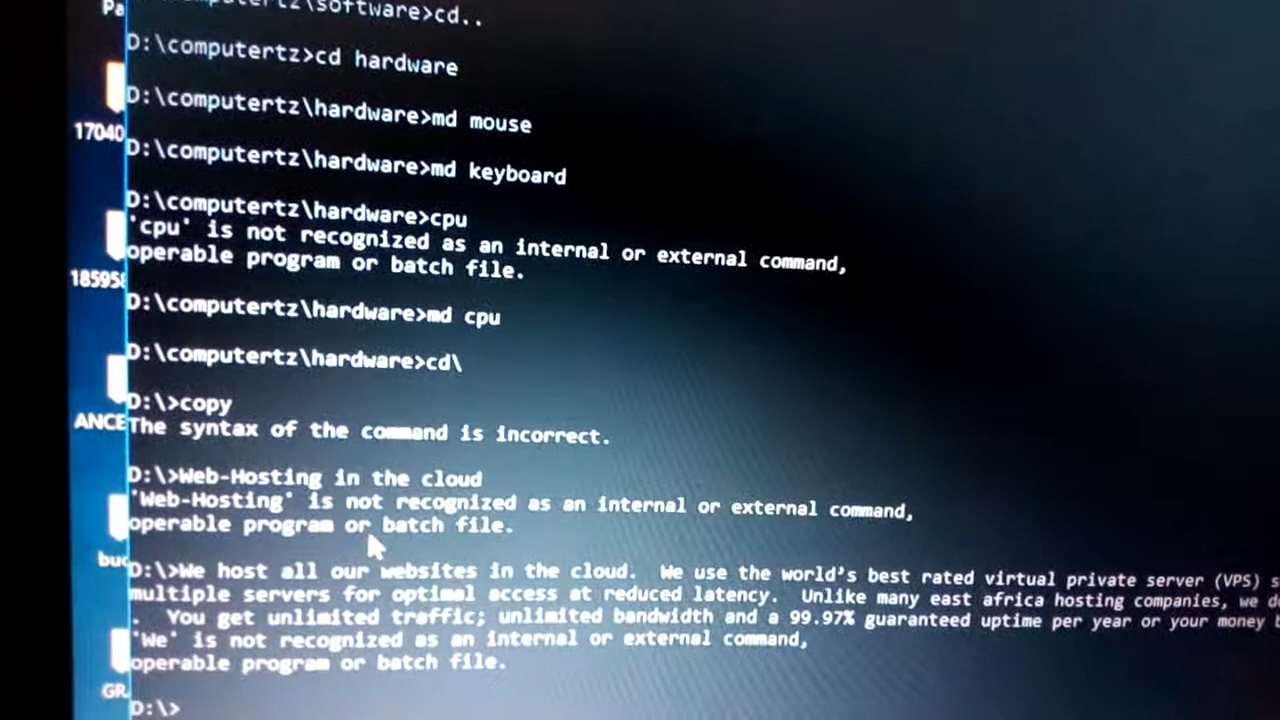 \software>cd..
D:\computertz>cd hardware
D:\computertz\hardware>md mouse
17040
D:\computertz\hardware>md keyboard
D:\computertz\hardware>cpu
'cpu' is not recognized as an internal or external command,
operable program or batch file.
D:\computertz\hardware>md cpu
D:\computertz\hardware>cd\
D:\>copy
ANCE
The syntax of the command is incorrect.
D:\>Web-Hosting in the cloud
'Web-Hosting' is not recognized as an internal or external command,
operable program or batch file.
D:\>We host all our websites in the cloud.  We use the world's best rated virtual private server (VPS)
multiple servers for optimal access at reduced latency.  Unlike many east africa hosting companies, we
.  You get unlimited traffic; unlimited bandwidth and a 99.97% guaranteed uptime per year or your money
'We' is not recognized as an internal or external command,
operable program or batch file.
GR
D:\>